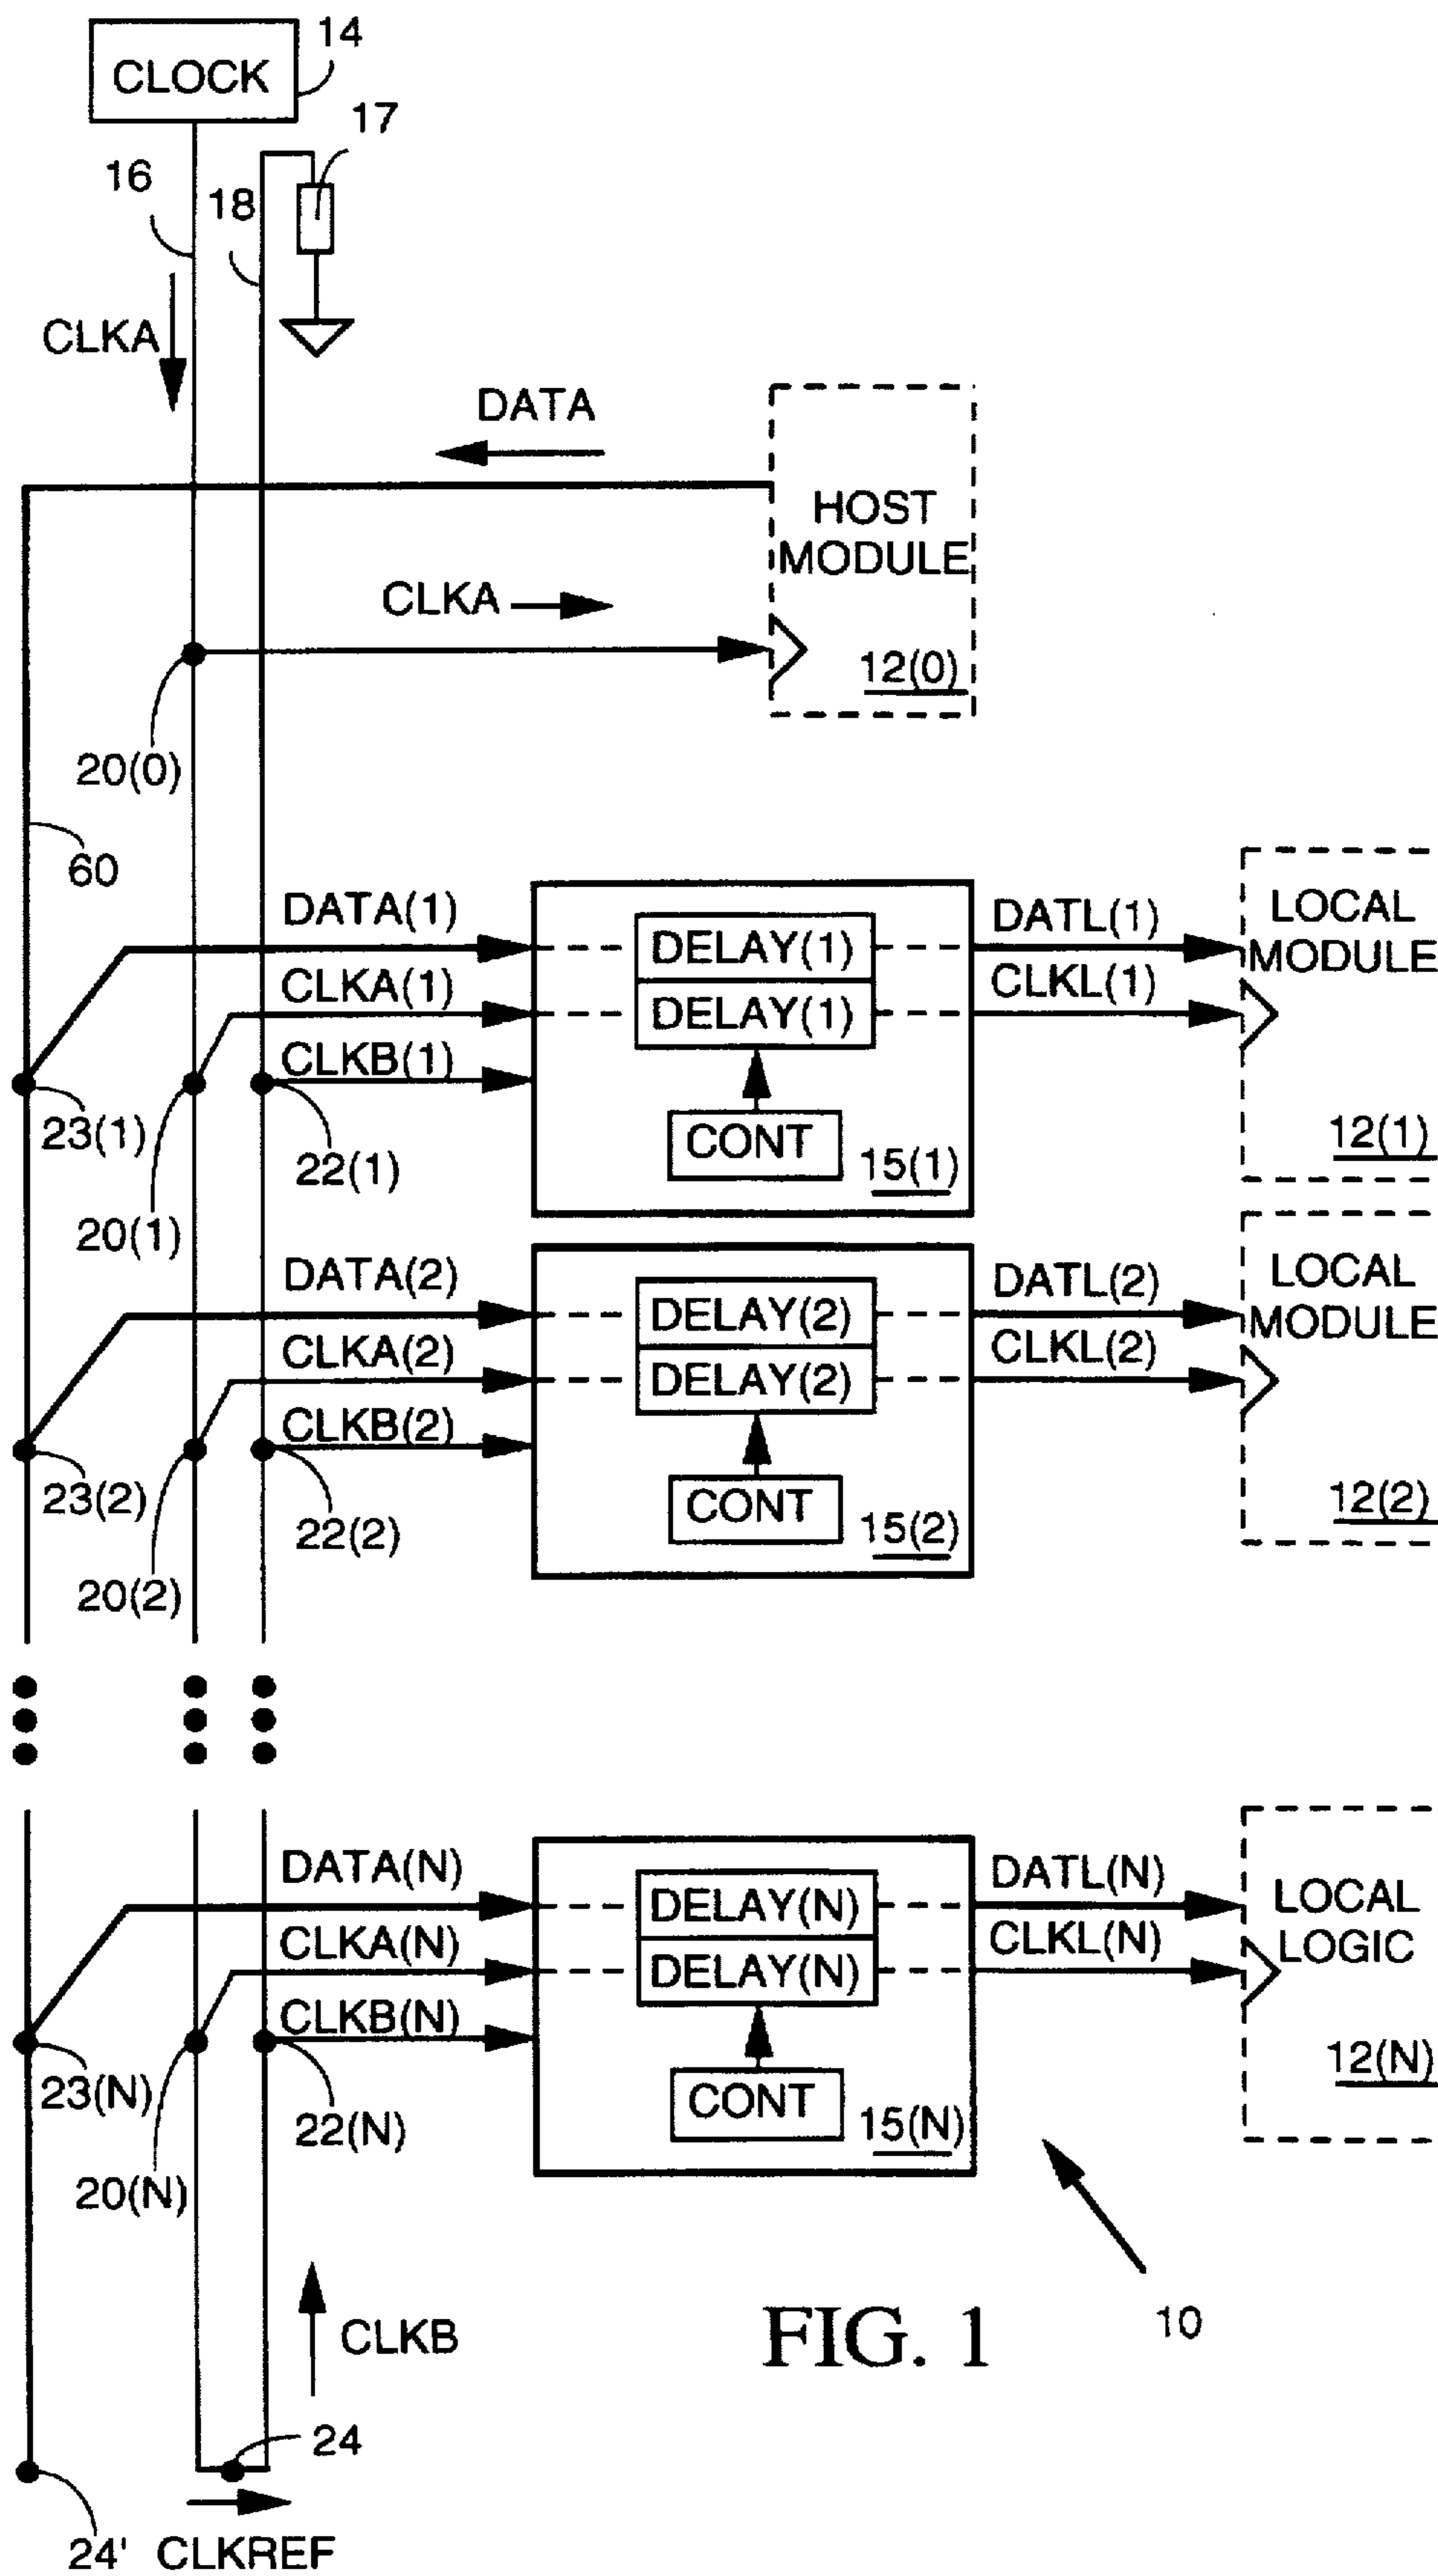 CLOCK
14
17
16
18
CLKA
DATA
HOST
MODULE
CLKA
12(0)
20(0)
60
DATA(1)
DELAY(1)
DATL(1)
LOCAL
MODULE
CLKA(1)
DELAY(1)
CLKL(1)
CLKB(1)
23(1)
CONT
12(1)
22(1)
15(1)
20(1)
DATA(2)
DELAY(2)
DATL(2)
LOCAL
MODULE
CLKA(2)
DELAY(2)
CLKL(2)
CLKB(2)
23(2)
CONT
12(2)
22(2)
15(2)
20(2)
DATA(N)
DELAY(N)
DATL(N)
LOCAL
LOGIC
CLKA(N)
DELAY(N)
CLKL(N)
CLKB(N)
23(N)
CONT
12(N)
22(N)
15(N)
20(N)
CLKB
FIG. 1
10
24
24' CLKREF